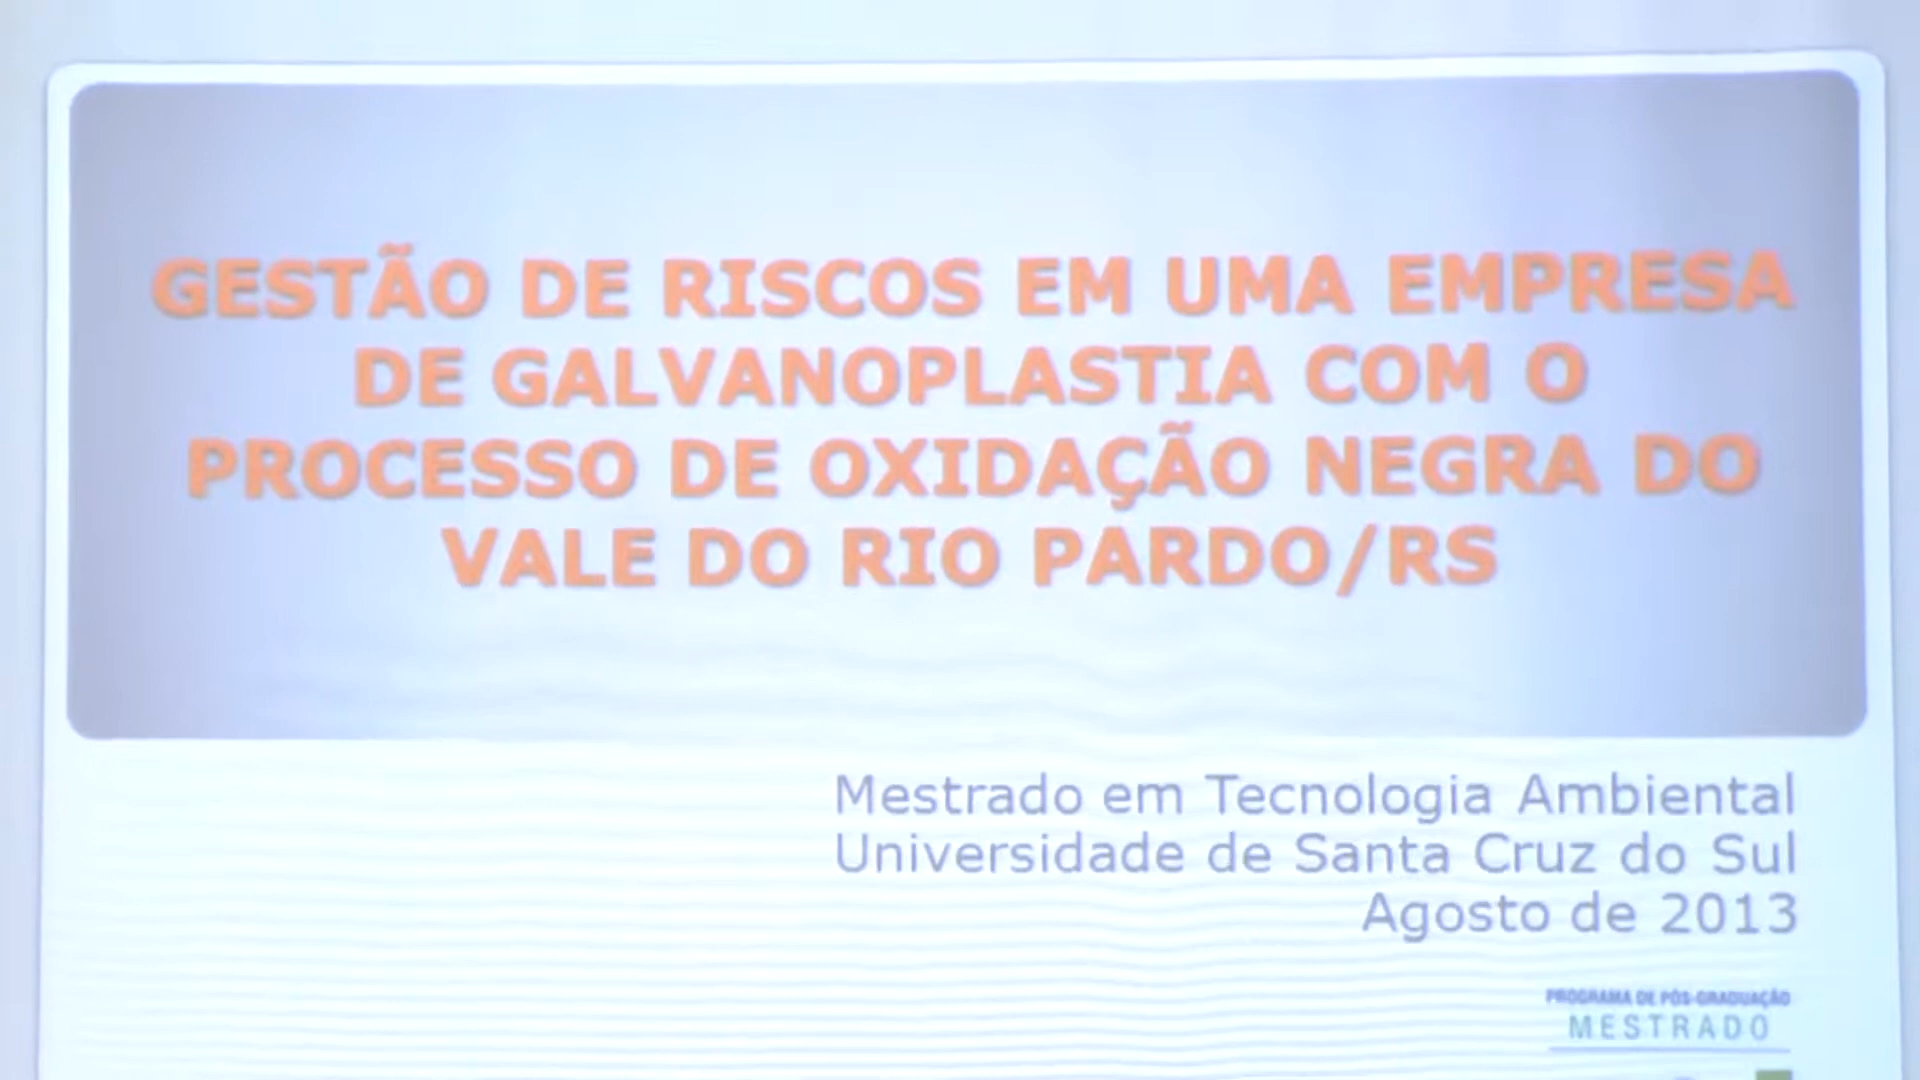 GESTÃO DE RISCOS EM UMA EMPRESA
DE GALVANOPLASTIA COM O
PROCESSO DE OXIDAÇÃO NEGRA DO
VALE DO RIO PARDO/RS
Mestrado em Tecnologia Ambiental
Universidade de Santa Cruz do Sul
Agosto de 2013
PROGRAMA DE PÓS-GRADUAÇÃO
MESTRADO